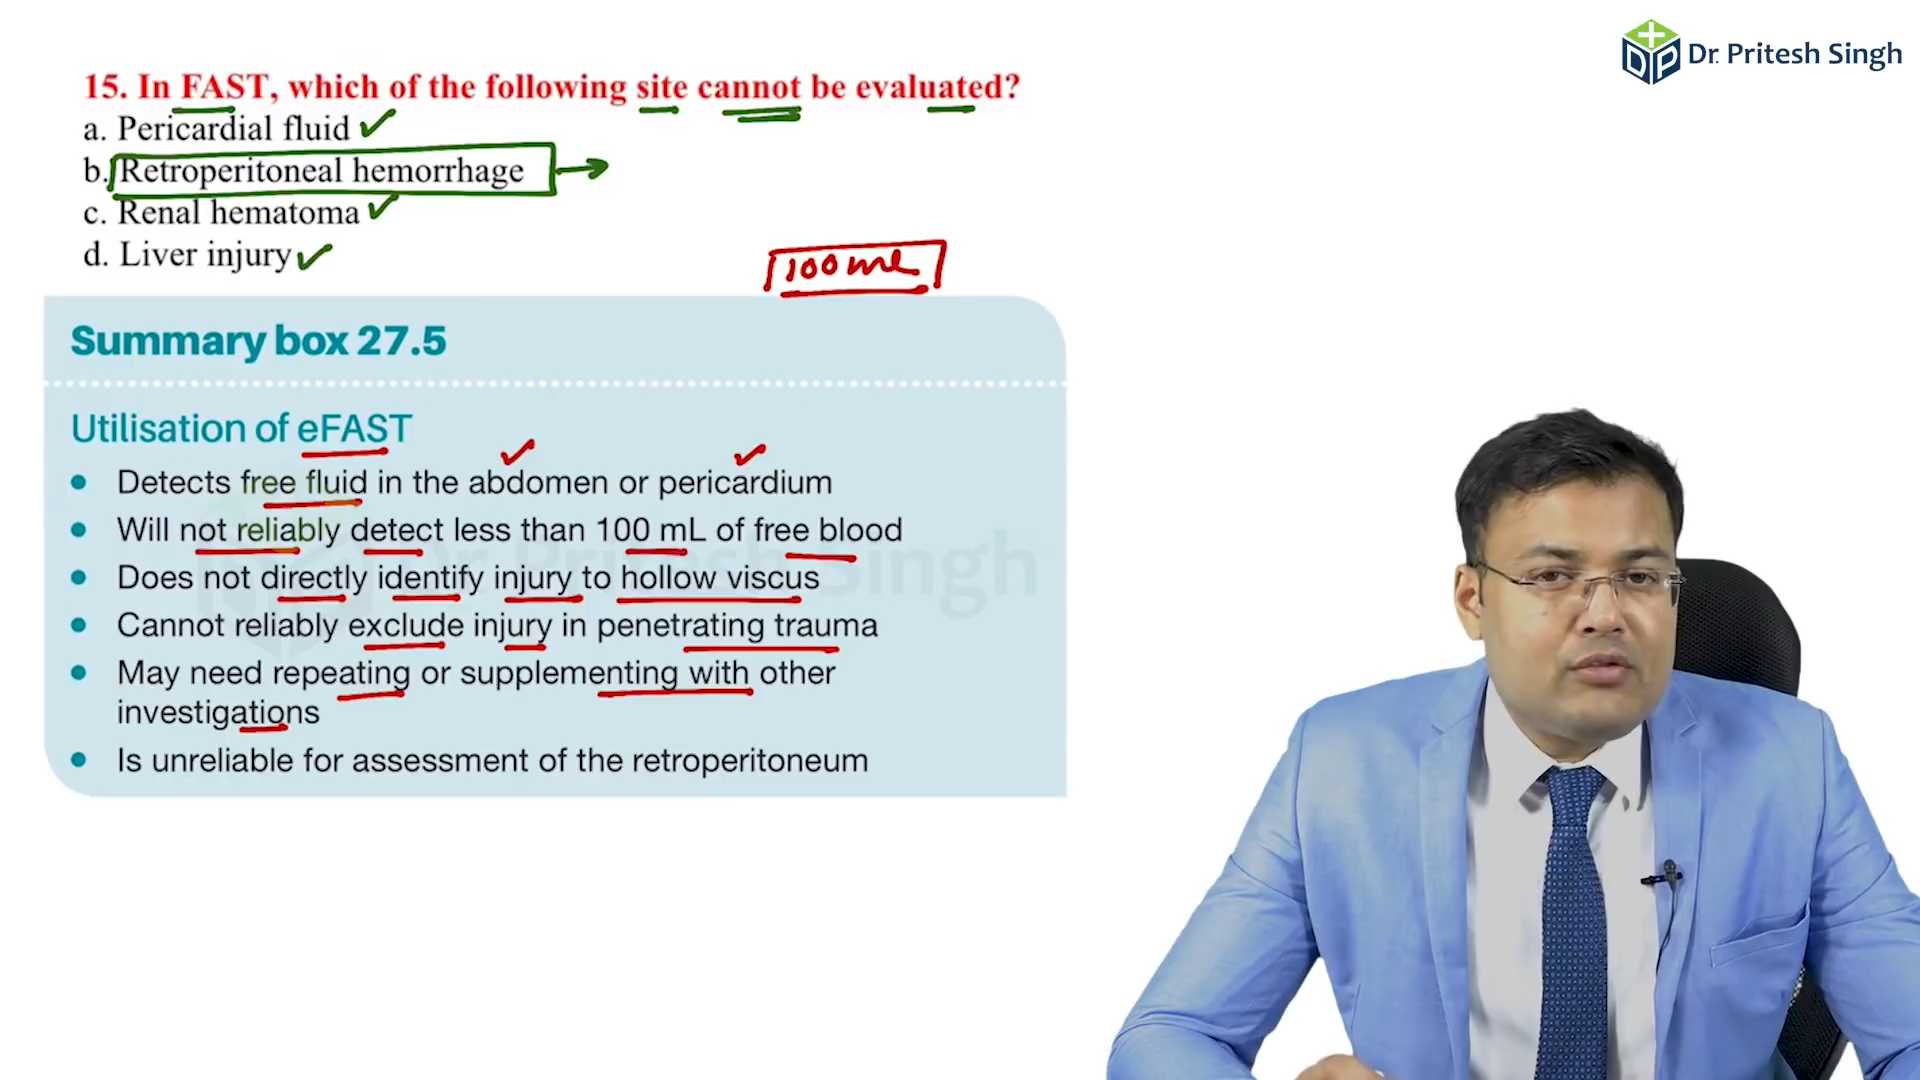 Dr. Pritesh Singh
15. In FAST, which of the following site cannot be evaluated?
a. Pericardial fluid
b. Retroperitoneal hemorrhage
c. Renal hematoma
d. Liver injury
100 ml
Summary box 27.5
Utilisation of eFAST
• Detects free fluid in the abdomen or pericardium
• Will not reliably detect less than 100 mL of free blood
• Does not directly identify injury to hollow viscus
• Cannot reliably exclude injury in penetrating trauma
• May need repeating or supplementing with other
investigations
• Is unreliable for assessment of the retroperitoneum
Dr. Pritesh Singh